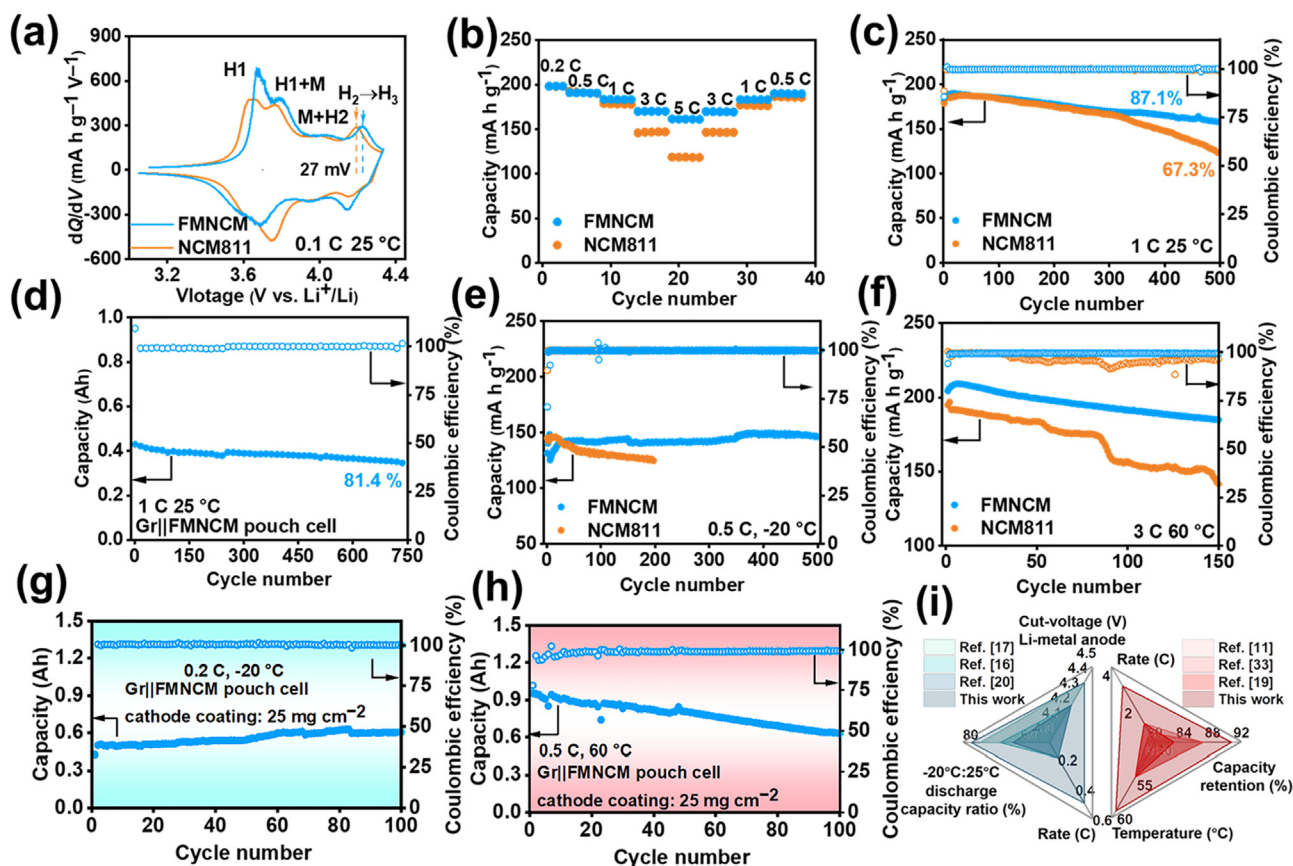 (a)
900
600
300
0
-300
-600
dQ/dV (mA h g⁻¹ V⁻¹)
H1
H1+M
M+H2
H₂→H₃
27 mV
FMNCM
NCM811
0.1 C 25 °C
3.2 3.6 4.0 4.4
Vlotage (V vs. Li⁺/Li)
(b)
250
200
150
100
50
0
Capacity (mA h g⁻¹)
0.2 C 0.5 C 1 C 3 C 5 C 3 C 1 C 0.5 C
FMNCM
NCM811
0 10 20 30 40
Cycle number
(c)
250
200
150
100
50
0
Capacity (mA h g⁻¹)
87.1%
67.3%
FMNCM
NCM811
1 C 25 °C
0 100 200 300 400 500
Cycle number
100
75
50
25
0
Coulombic efficiency (%)
(d)
1.0
0.8
0.6
0.4
0.2
0.0
Capacity (Ah)
81.4 %
1 C 25 °C
Gr||FMNCM pouch cell
0 150 300 450 600 750
Cycle number
100
75
50
25
0
Coulombic efficiency (%)
(e)
250
200
150
100
50
Capacity (mA h g⁻¹)
FMNCM
NCM811
0.5 C, -20 °C
0 100 200 300 400 500
Cycle number
100
75
50
25
0
Coulombic efficiency (%)
(f)
250
200
150
100
Capacity (mA h g⁻¹)
FMNCM
NCM811
3 C 60 °C
0 50 100 150
Cycle number
100
75
50
25
0
Coulombic efficiency (%)
(g)
1.5
1.2
0.9
0.6
0.3
0.0
Capacity (Ah)
0.2 C, -20 °C
Gr||FMNCM pouch cell
cathode coating: 25 mg cm⁻²
0 20 40 60 80 100
Cycle number
100
75
50
25
0
Coulombic effciency (%)
(h)
1.5
1.2
0.9
0.6
0.3
0.0
Capacity (Ah)
0.5 C, 60 °C
Gr||FMNCM pouch cell
cathode coating: 25 mg cm⁻²
0 20 40 60 80 100
Cycle number
100
75
50
25
0
Coulombic efficiency (%)
(i)
Cut-voltage (V)
Li-metal anode
Ref. [17]
Ref. [16]
Ref. [20]
This work
4.5
4.4
4.3
4.1
80
0.2
0.4
0.6
-20°C:25°C
discharge
capacity ratio (%)
Rate (C)
Rate (C)
4
2
Ref. [11]
Ref. [33]
Ref. [19]
This work
84
88
92
55
60
Capacity
retention (%)
Temperature (°C)